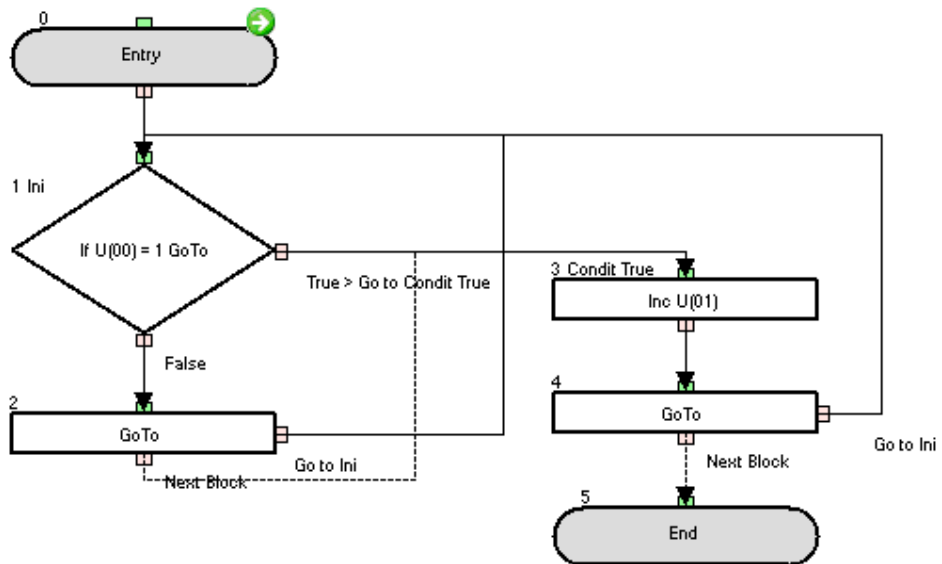 0
Entry
1 Ini
If U(00) = 1 GoTo
True > Go to Condit True
False
2
GoTo
Go to Ini
Next Block
3 Condit True
Inc U(01)
4
GoTo
Go to Ini
Next Block
5
End